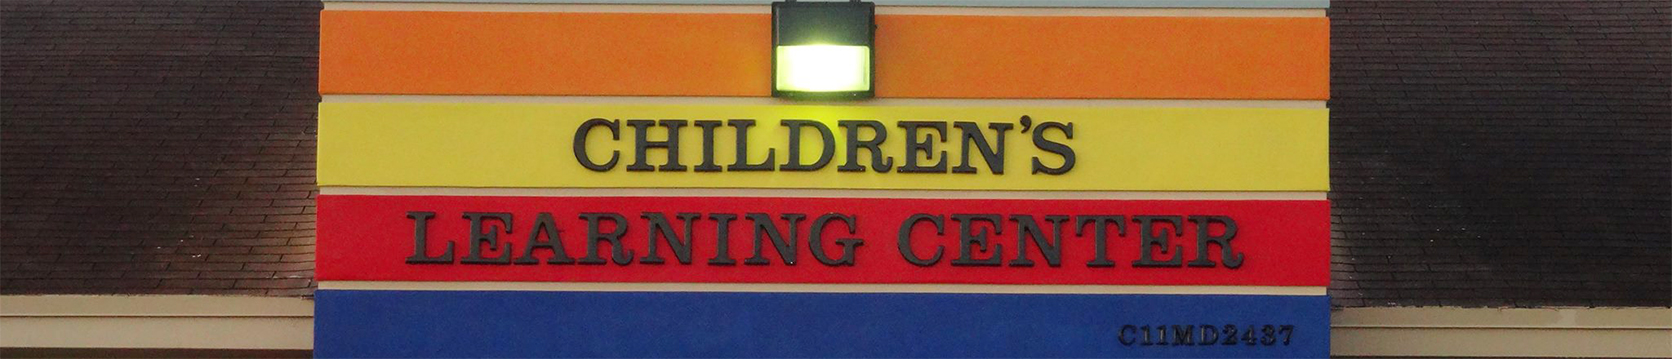 CHILDREN'S
LEARNING CENTER
C11MD2437